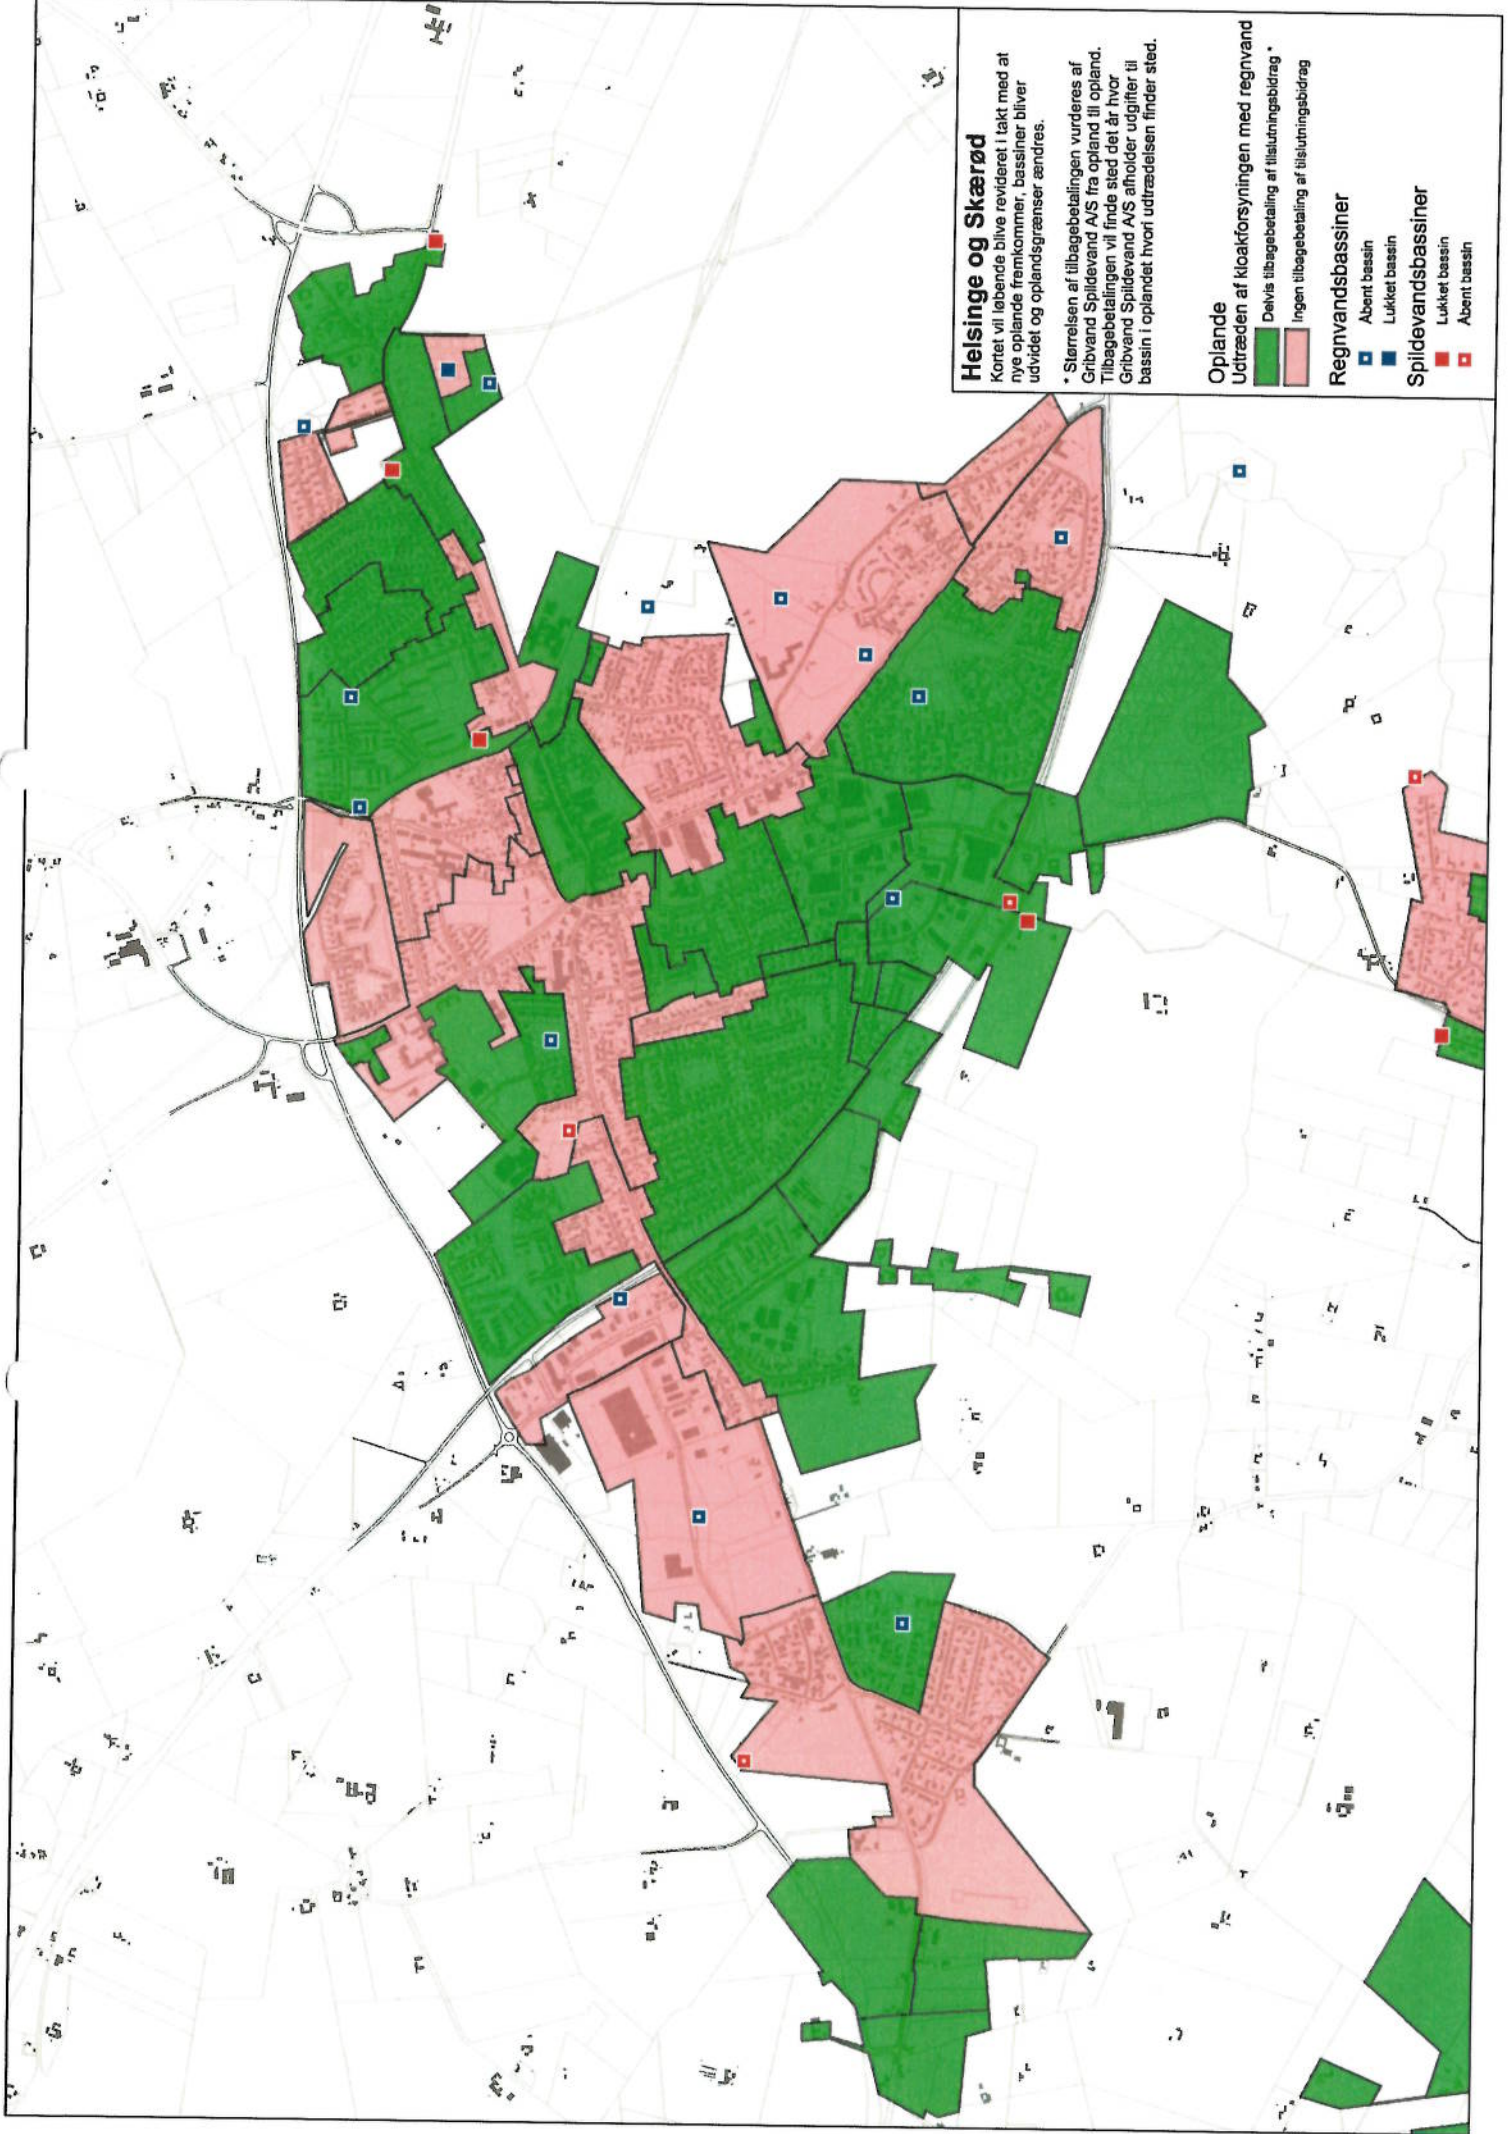 Helsinge og Skærød
Kortet vil løbende blive revideret i takt med at
nye oplande fremkommer, bassiner bliver
udvidet og oplandsgrænser ændres.
* Størrelsen af tilbagebetalingen vurderes af
Gribvand Spildevand A/S fra opland til opland.
Tilbagebetalingen vil finde sted det år hvor
Gribvand Spildevand A/S afholder udgifter til
bassin i oplandet hvori udtrædelsen finder sted.
Oplande
Udtræden af kloakforsyningen med regnvand
Delvis tilbagebetaling af tilslutningsbidrag *
Ingen tilbagebetaling af tilslutningsbidrag
Regnvandsbassiner
Åbent bassin
Lukket bassin
Spildevandsbassiner
Lukket bassin
Åbent bassin